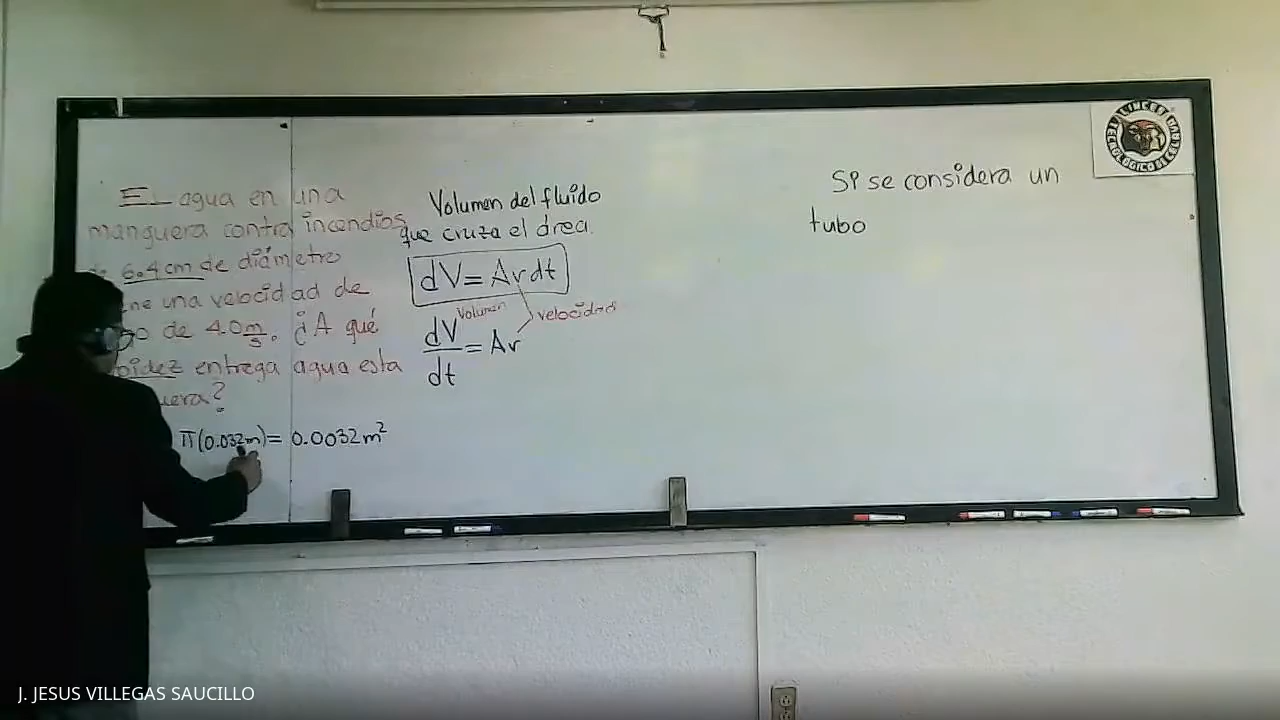 EL agua en una
manguera contra incendios
6.4 cm de diámetro
una velocidad de
de 4.0 m/s. ¿A qué
entrega agua esta
?
π(0.032m)= 0.0032m²
Volumen del fluido
que cruza el área.
dV = Avdt
Volumen
velocidad
dV/dt = Av
Si se considera un
tubo
J. JESUS VILLEGAS SAUCILLO